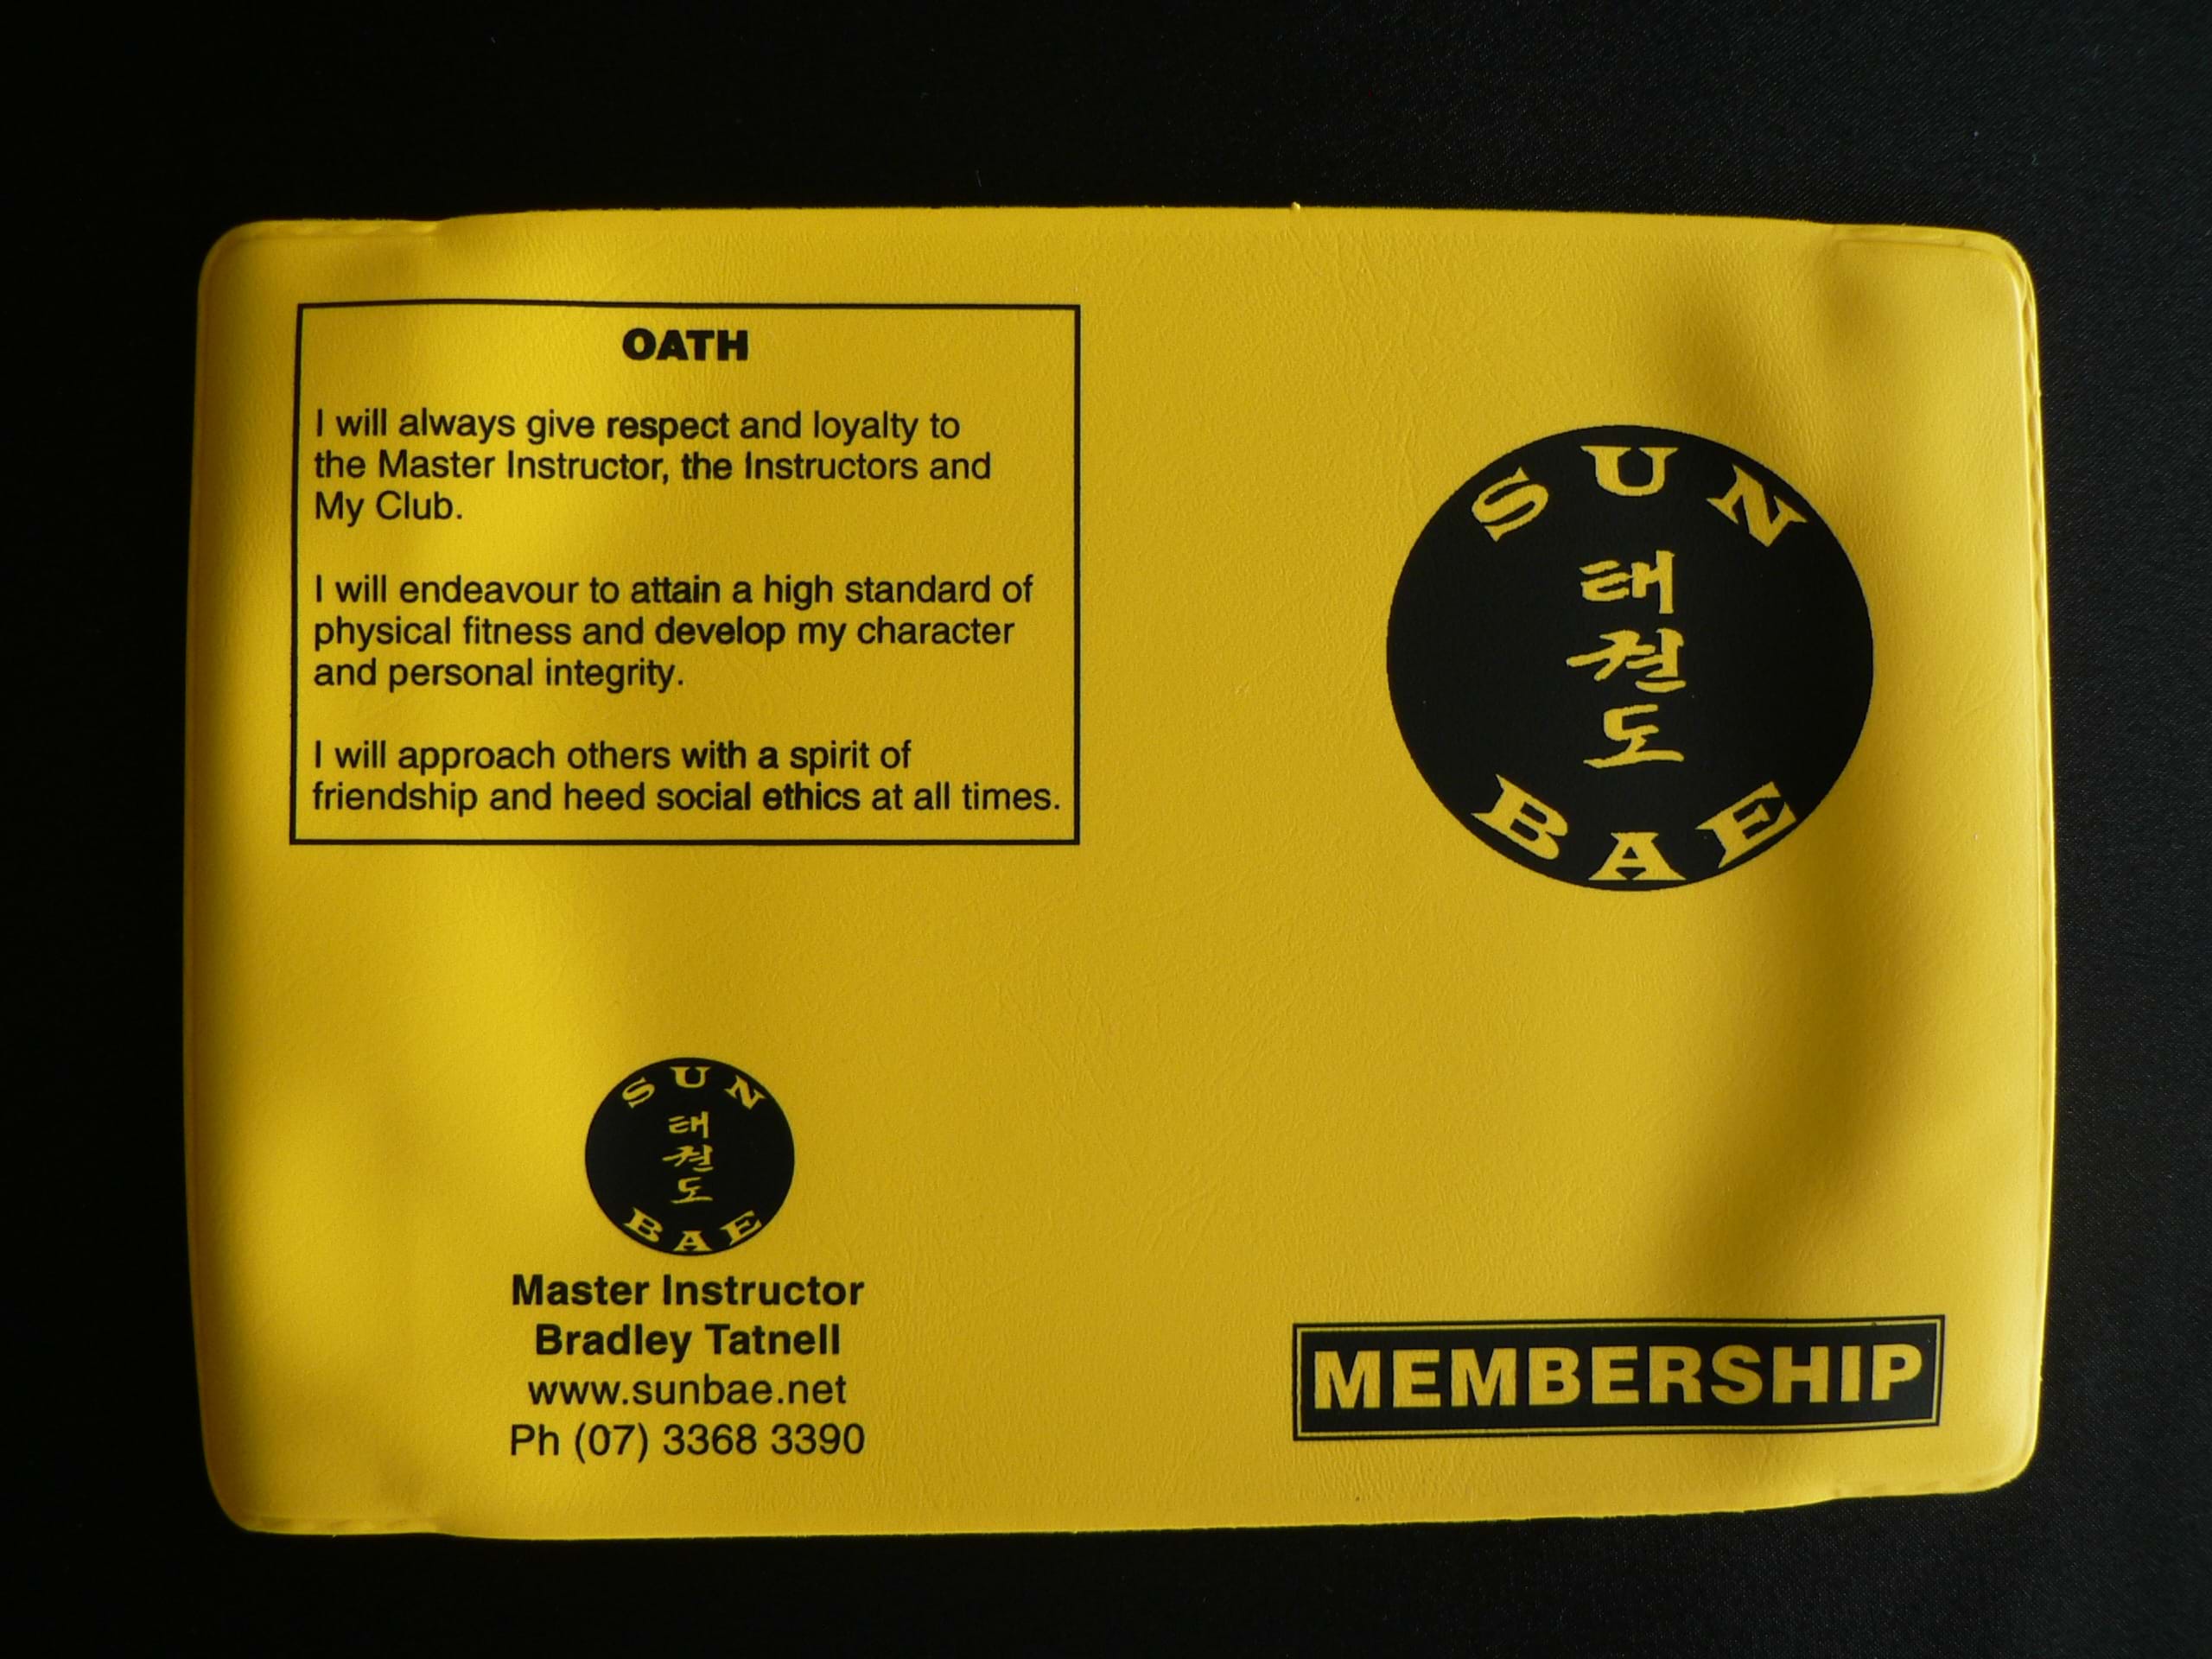 OATH
I will always give respect and loyalty to
the Master Instructor, the Instructors and
My Club.
I will endeavour to attain a high standard of
physical fitness and develop my character
and personal integrity.
I will approach others with a spirit of
friendship and heed social ethics at all times.
SUN
태
권
도
BAE
Master Instructor
Bradley Tatnell
www.sunbae.net
Ph (07) 3368 3390
SUN
태
권
도
BAE
MEMBERSHIP